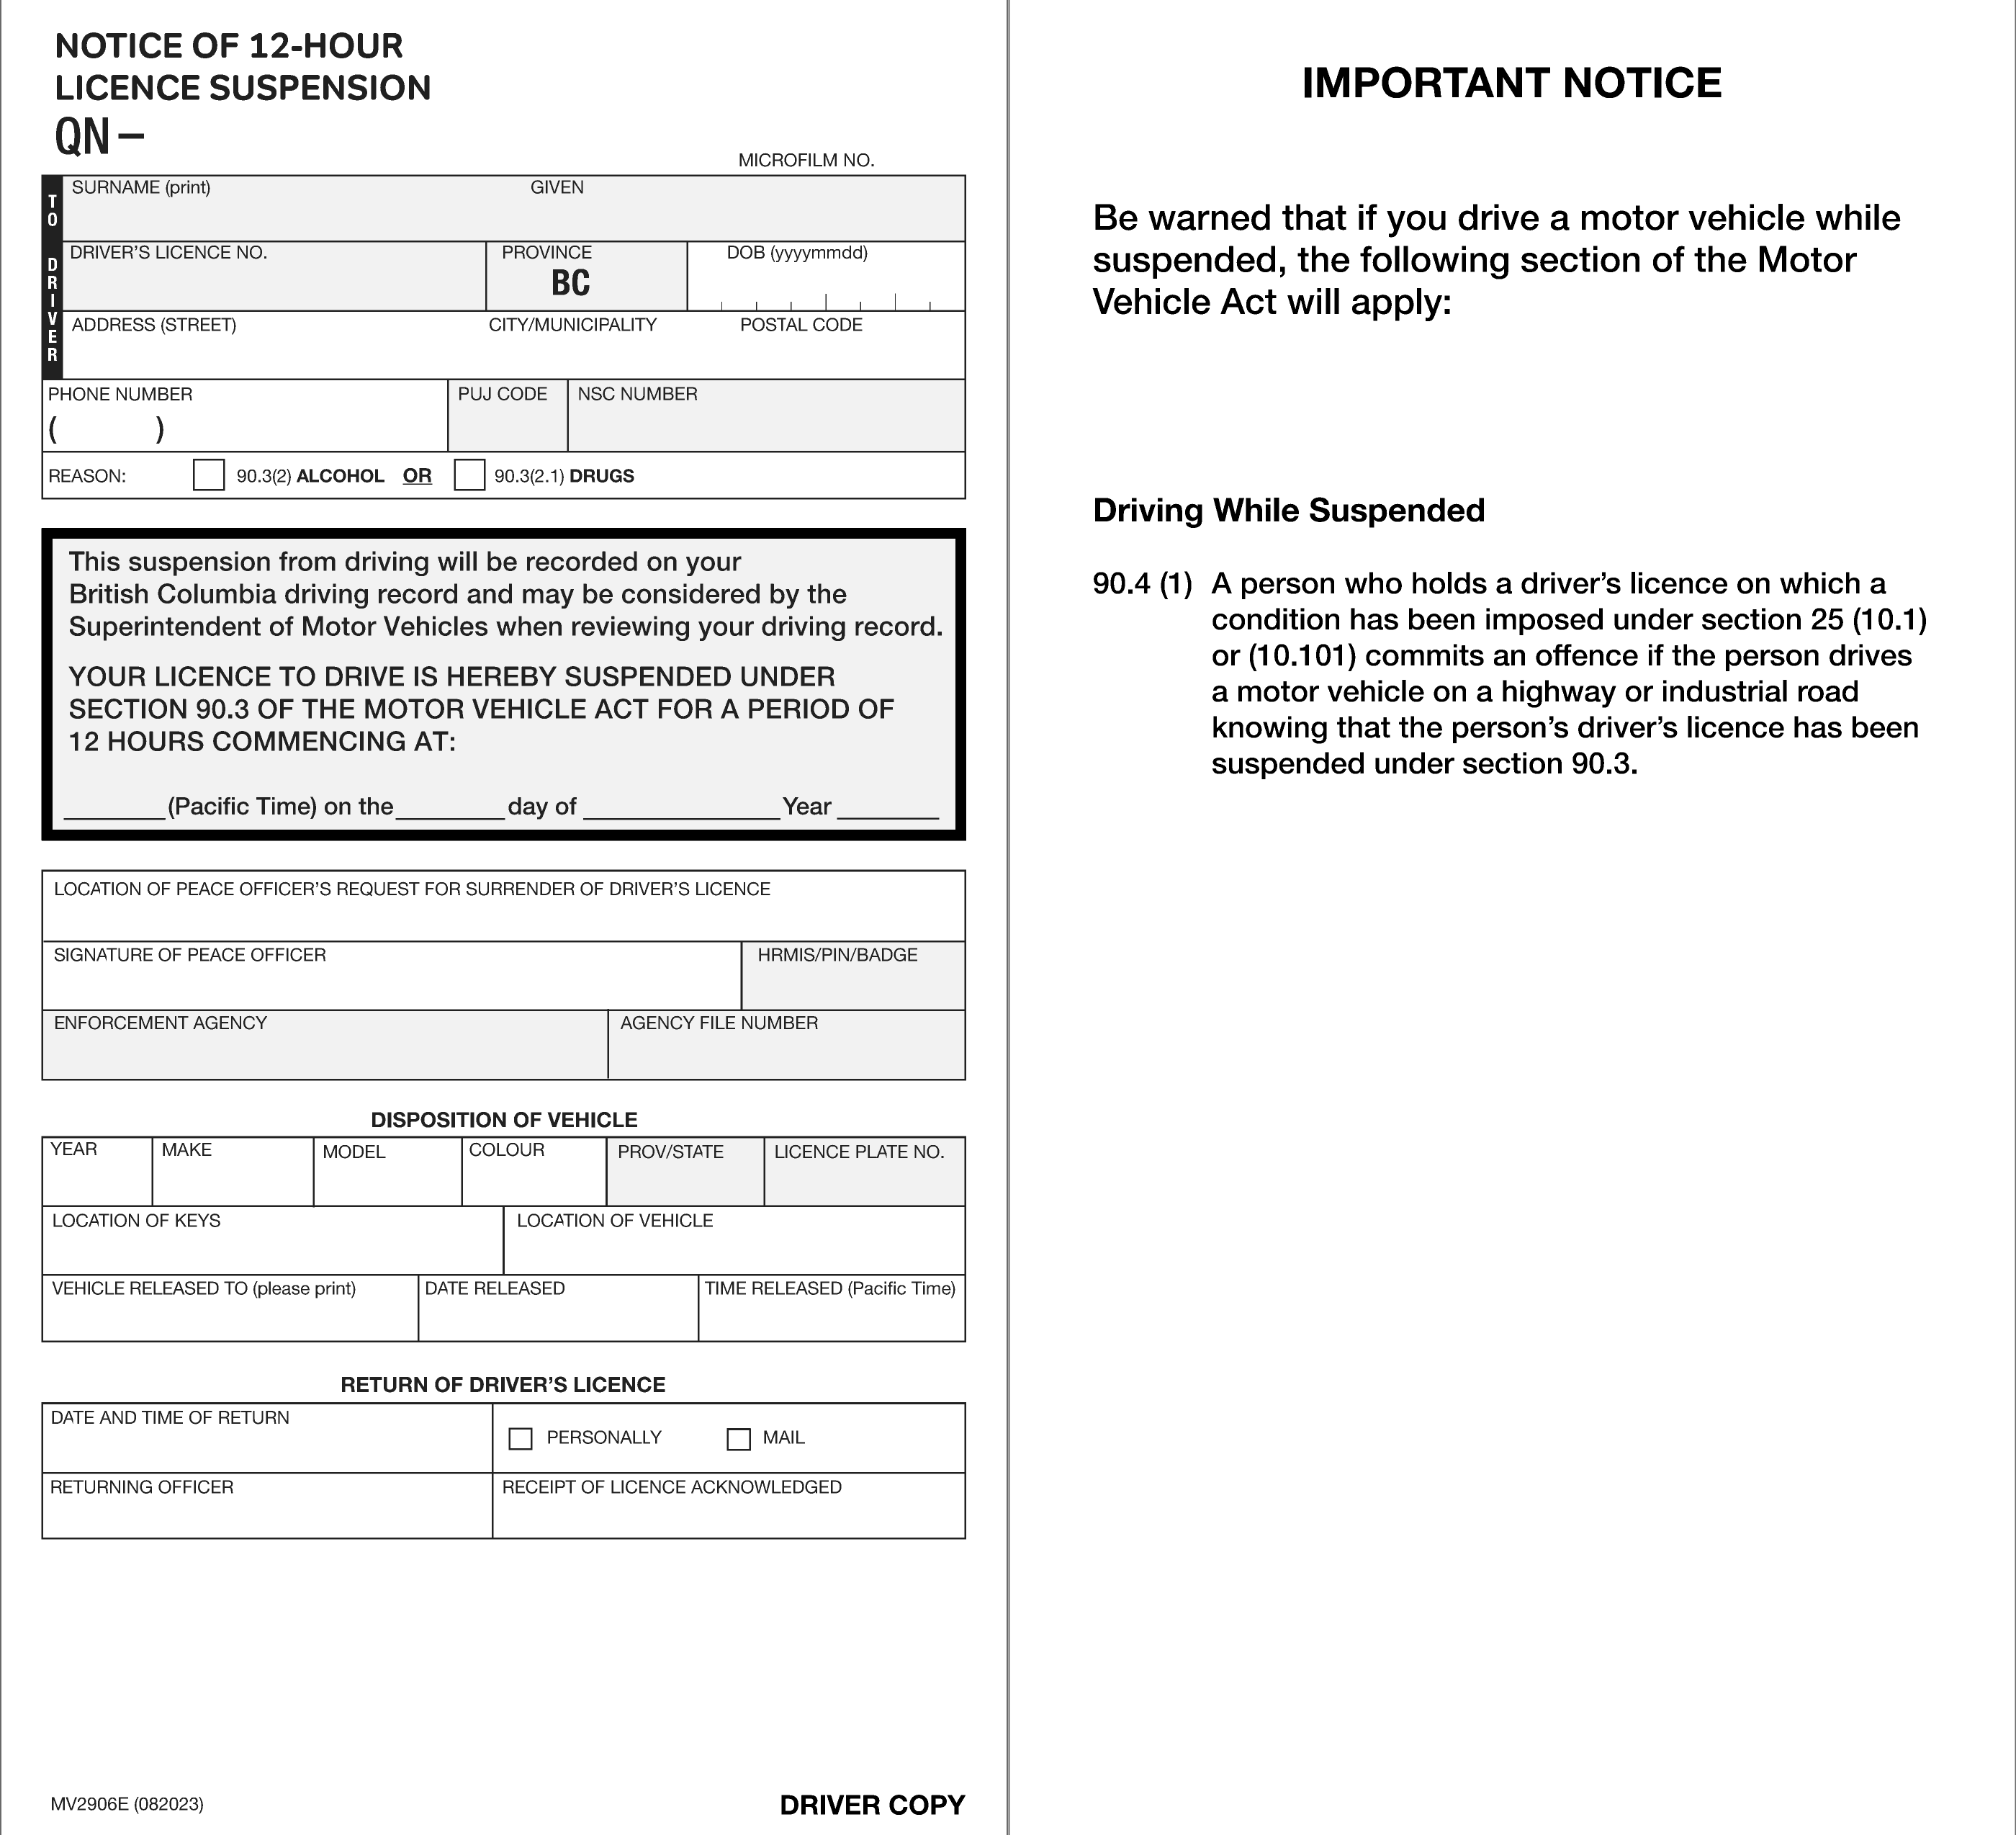 NOTICE OF 12-HOUR
LICENCE SUSPENSION
QN–
MICROFILM NO.
TO DRIVER
SURNAME (print) GIVEN
DRIVER'S LICENCE NO. PROVINCE DOB (yyyymmdd)
BC
ADDRESS (STREET) CITY/MUNICIPALITY POSTAL CODE
PHONE NUMBER PUJ CODE NSC NUMBER
( )
REASON: 90.3(2) ALCOHOL OR 90.3(2.1) DRUGS
This suspension from driving will be recorded on your
British Columbia driving record and may be considered by the
Superintendent of Motor Vehicles when reviewing your driving record.
YOUR LICENCE TO DRIVE IS HEREBY SUSPENDED UNDER
SECTION 90.3 OF THE MOTOR VEHICLE ACT FOR A PERIOD OF
12 HOURS COMMENCING AT:
________(Pacific Time) on the________day of ______________Year ________
LOCATION OF PEACE OFFICER'S REQUEST FOR SURRENDER OF DRIVER'S LICENCE
SIGNATURE OF PEACE OFFICER HRMIS/PIN/BADGE
ENFORCEMENT AGENCY AGENCY FILE NUMBER
DISPOSITION OF VEHICLE
YEAR MAKE MODEL COLOUR PROV/STATE LICENCE PLATE NO.
LOCATION OF KEYS LOCATION OF VEHICLE
VEHICLE RELEASED TO (please print) DATE RELEASED TIME RELEASED (Pacific Time)
RETURN OF DRIVER'S LICENCE
DATE AND TIME OF RETURN
PERSONALLY MAIL
RETURNING OFFICER RECEIPT OF LICENCE ACKNOWLEDGED
MV2906E (082023)
DRIVER COPY
IMPORTANT NOTICE
Be warned that if you drive a motor vehicle while
suspended, the following section of the Motor
Vehicle Act will apply:
Driving While Suspended
90.4 (1) A person who holds a driver's licence on which a
condition has been imposed under section 25 (10.1)
or (10.101) commits an offence if the person drives
a motor vehicle on a highway or industrial road
knowing that the person's driver's licence has been
suspended under section 90.3.